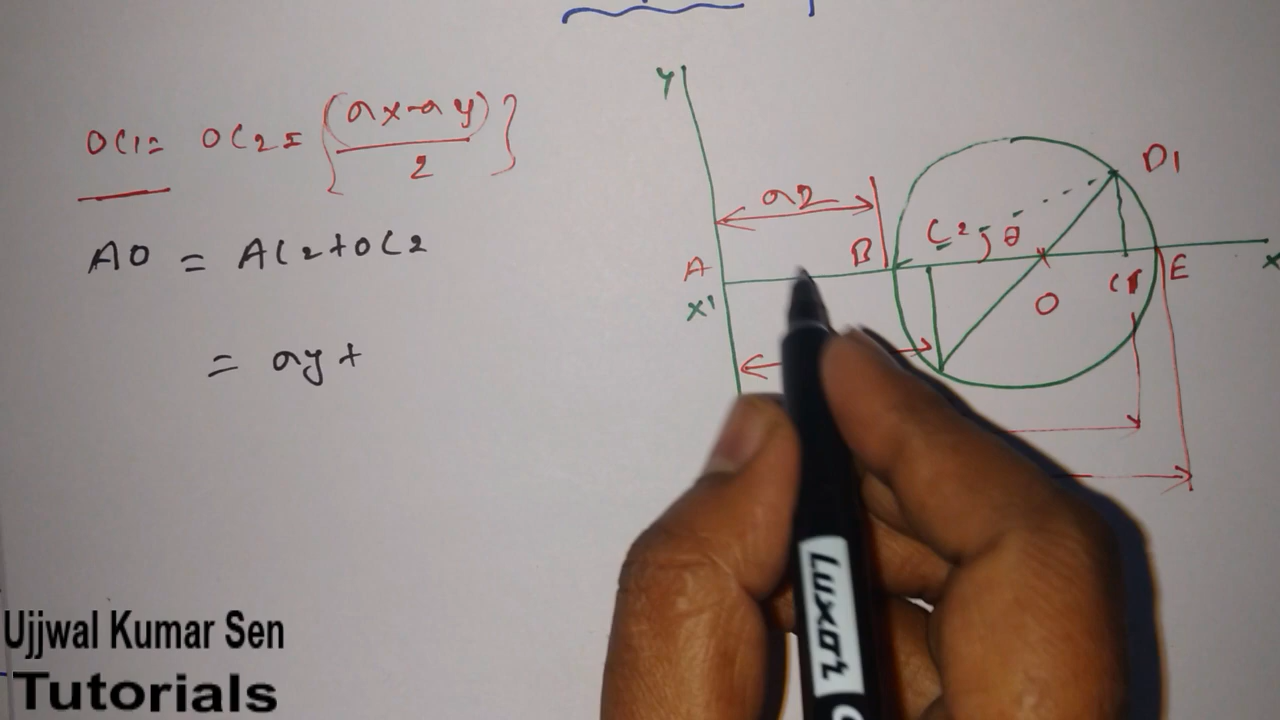 OC1= OC2= {(σx-σy)/2}
AO = AC2+OC2
= σy+
y
σ2
A
B
C2
θ
D1
x'
O
C1
E
x
LUXOR
Ujjwal Kumar Sen
Tutorials